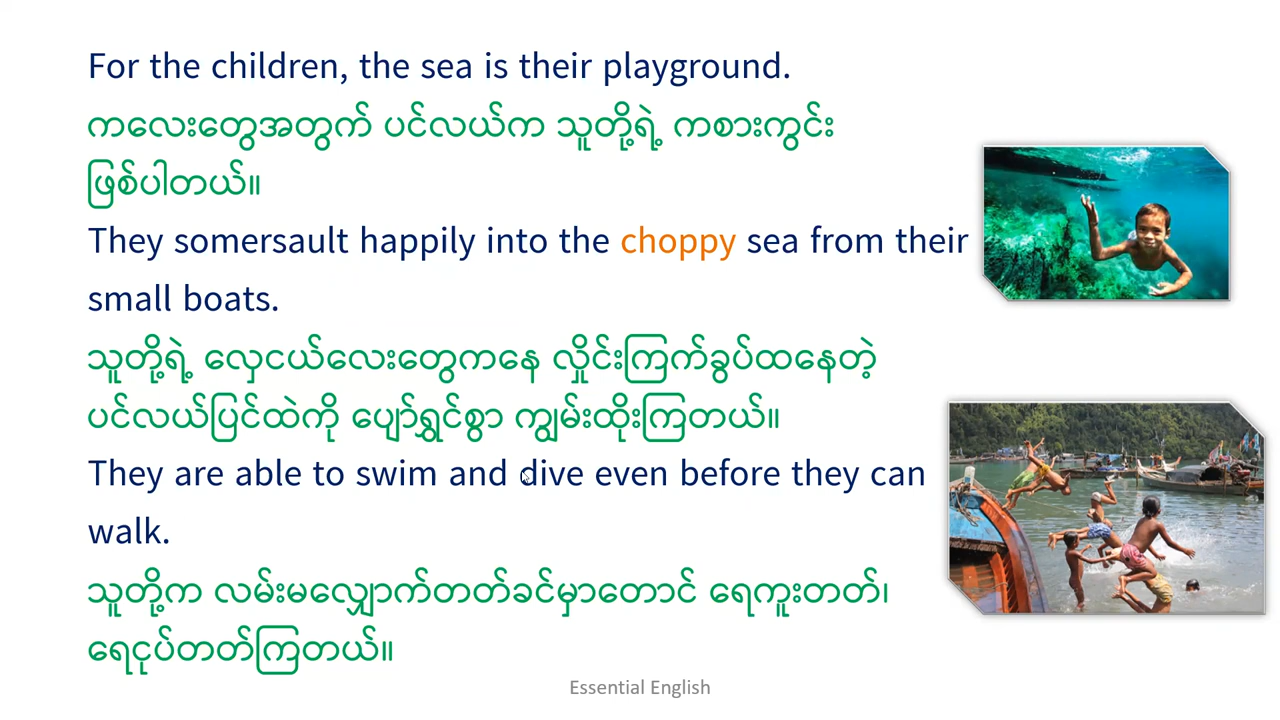 For the children, the sea is their playground.
ကလေးတွေအတွက် ပင်လယ်က သူတို့ရဲ့ ကစားကွင်း
ဖြစ်ပါတယ်။
They somersault happily into the choppy sea from their
small boats.
သူတို့ရဲ့ လှေငယ်လေးတွေကနေ လှိုင်းကြက်ခွပ်ထနေတဲ့
ပင်လယ်ပြင်ထဲကို ပျော်ရွှင်စွာ ကျွမ်းထိုးကြတယ်။
They are able to swim and dive even before they can
walk.
သူတို့က လမ်းမလျှောက်တတ်ခင်မှာတောင် ရေကူးတတ်၊
ရေငုပ်တတ်ကြတယ်။
Essential English